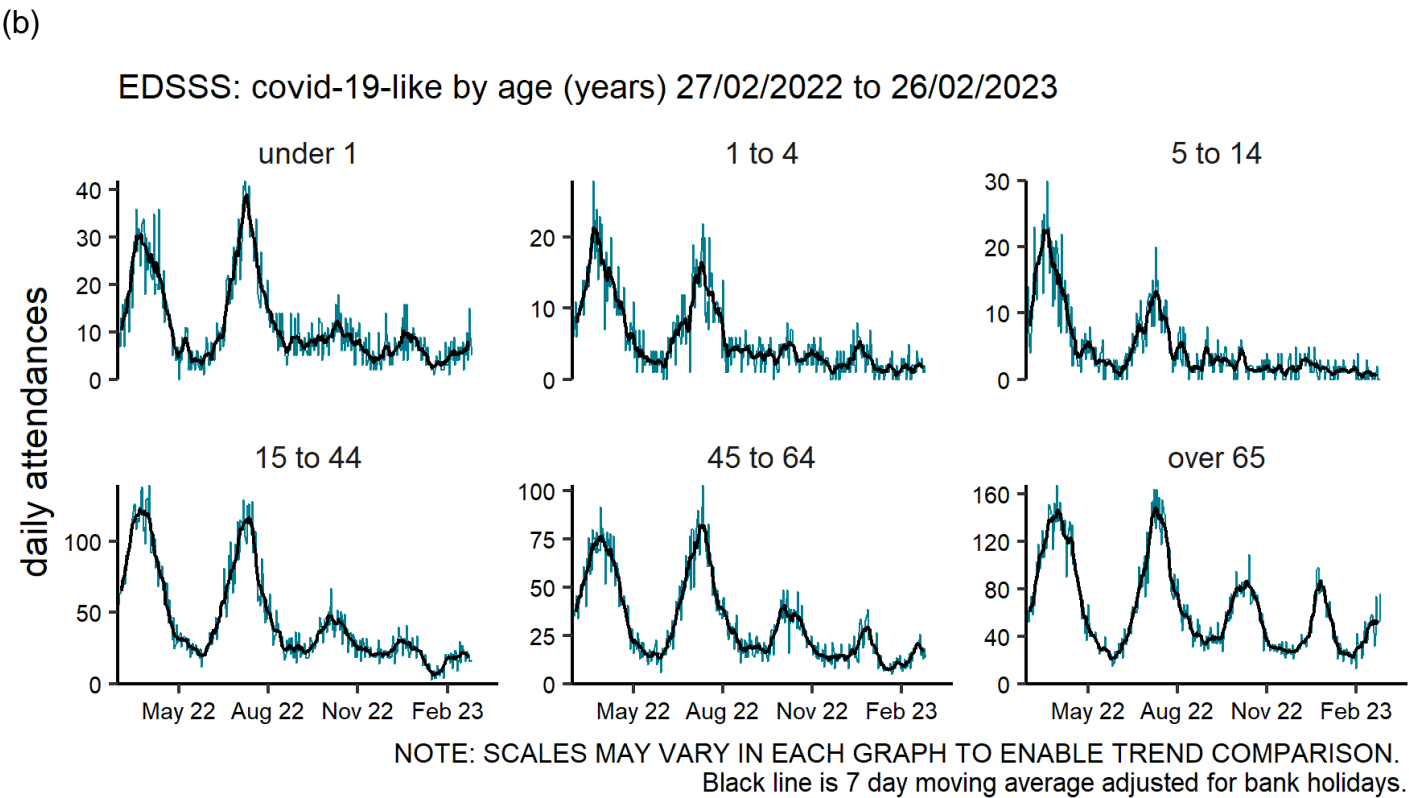 (b)
EDSSS: covid-19-like by age (years) 27/02/2022 to 26/02/2023
under 1
1 to 4
5 to 14
40
30
20
10
0
20
10
0
30
20
10
0
daily attendances
15 to 44
45 to 64
over 65
100
50
0
100
75
50
25
0
160
120
80
40
0
May 22 Aug 22 Nov 22 Feb 23
May 22 Aug 22 Nov 22 Feb 23
May 22 Aug 22 Nov 22 Feb 23
NOTE: SCALES MAY VARY IN EACH GRAPH TO ENABLE TREND COMPARISON.
Black line is 7 day moving average adjusted for bank holidays.